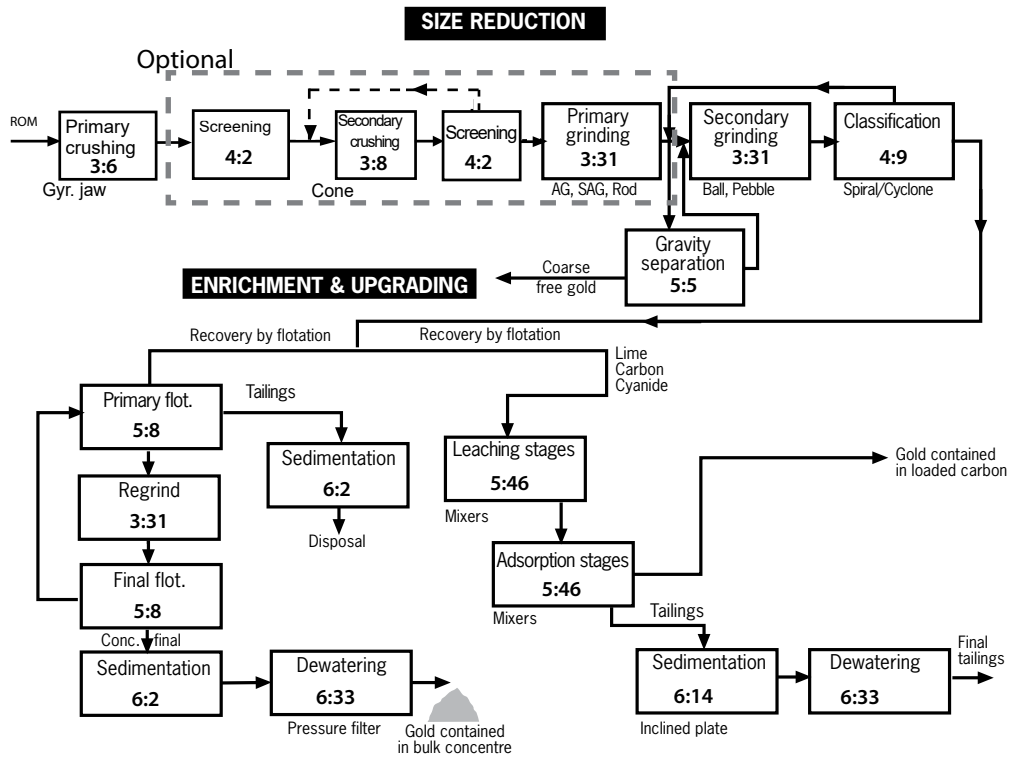 SIZE REDUCTION
Optional
ROM
Primary
crushing
3:6
Gyr. jaw
Screening
4:2
Secondary
crushing
3:8
Cone
Screening
4:2
Primary
grinding
3:31
AG, SAG, Rod
Secondary
grinding
3:31
Ball, Pebble
Classification
4:9
Spiral/Cyclone
Gravity
separation
5:5
Coarse
free gold
ENRICHMENT & UPGRADING
Recovery by flotation
Recovery by flotation
Lime
Carbon
Cyanide
Primary flot.
5:8
Tailings
Sedimentation
6:2
Disposal
Regrind
3:31
Final flot.
5:8
Conc. final
Sedimentation
6:2
Dewatering
6:33
Pressure filter
Gold contained
in bulk concentre
Leaching stages
5:46
Mixers
Adsorption stages
5:46
Mixers
Gold contained
in loaded carbon
Tailings
Sedimentation
6:14
Inclined plate
Dewatering
6:33
Final
tailings